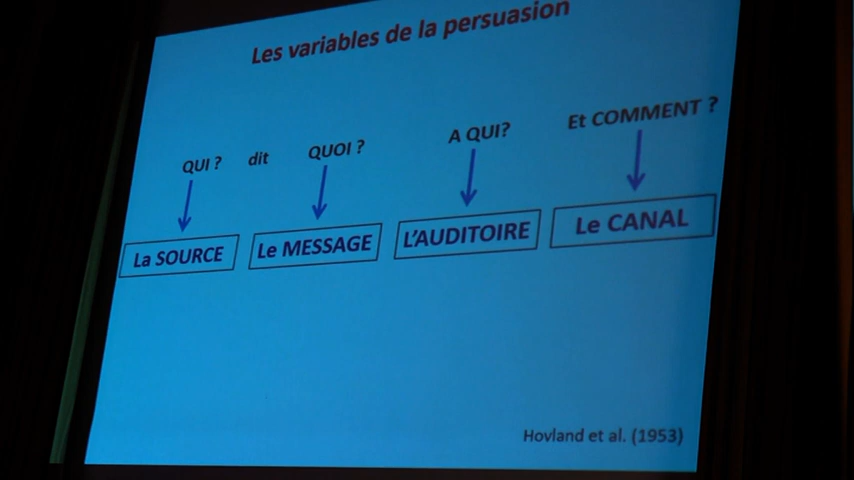 Les variables de la persuasion
QUI ? dit QUOI ? A QUI? Et COMMENT ?
La SOURCE Le MESSAGE L'AUDITOIRE Le CANAL
Hovland et al. (1953)